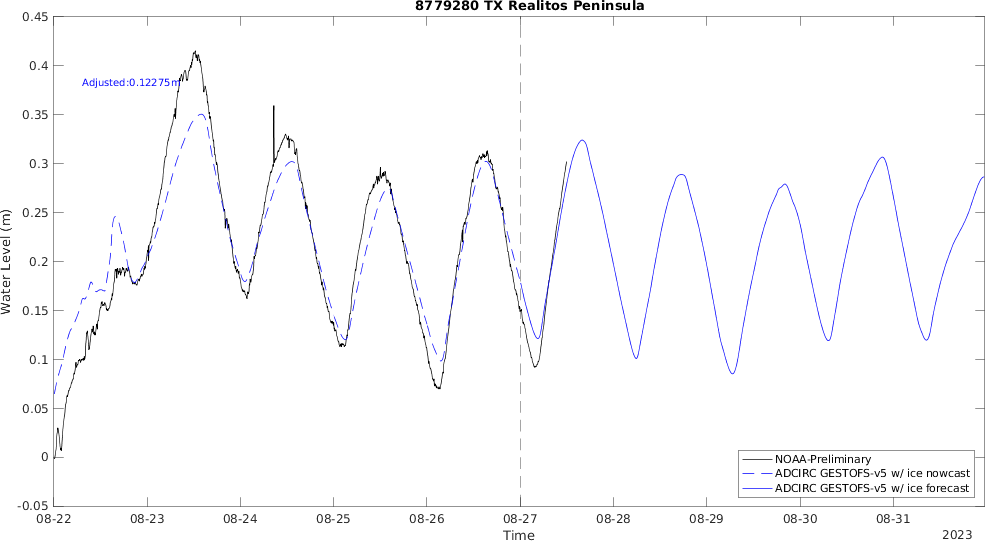 8779280 TX Realitos Peninsula
0.45
0.4
0.35
0.3
0.25
0.2
0.15
0.1
0.05
0
-0.05
Water Level (m)
Adjusted:0.12275m
NOAA-Preliminary
ADCIRC GESTOFS-v5 w/ ice nowcast
ADCIRC GESTOFS-v5 w/ ice forecast
08-22 08-23 08-24 08-25 08-26 08-27 08-28 08-29 08-30 08-31
Time
2023